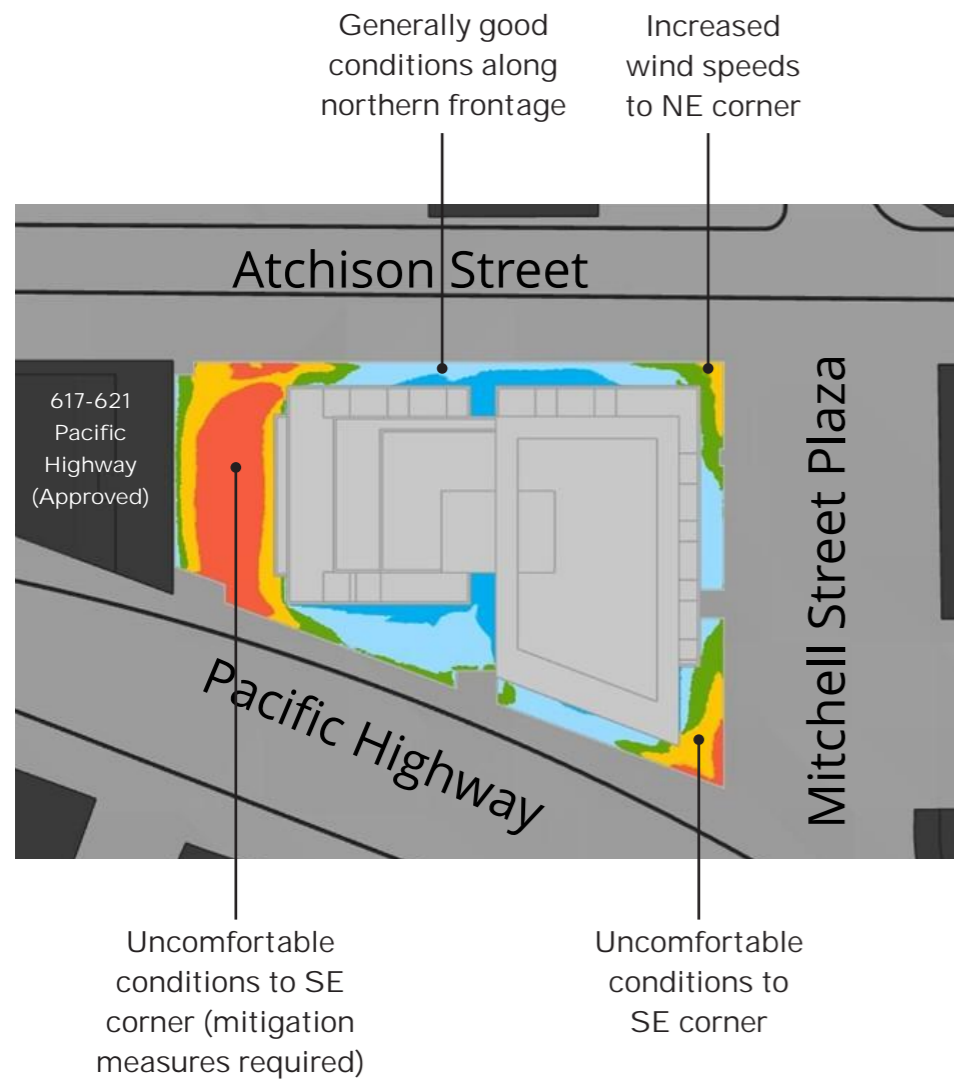 Generally good
conditions along
northern frontage
Increased
wind speeds
to NE corner
Atchison Street
617-621
Pacific
Highway
(Approved)
Mitchell Street Plaza
Pacific Highway
Uncomfortable
conditions to SE
corner (mitigation
measures required)
Uncomfortable
conditions to
SE corner